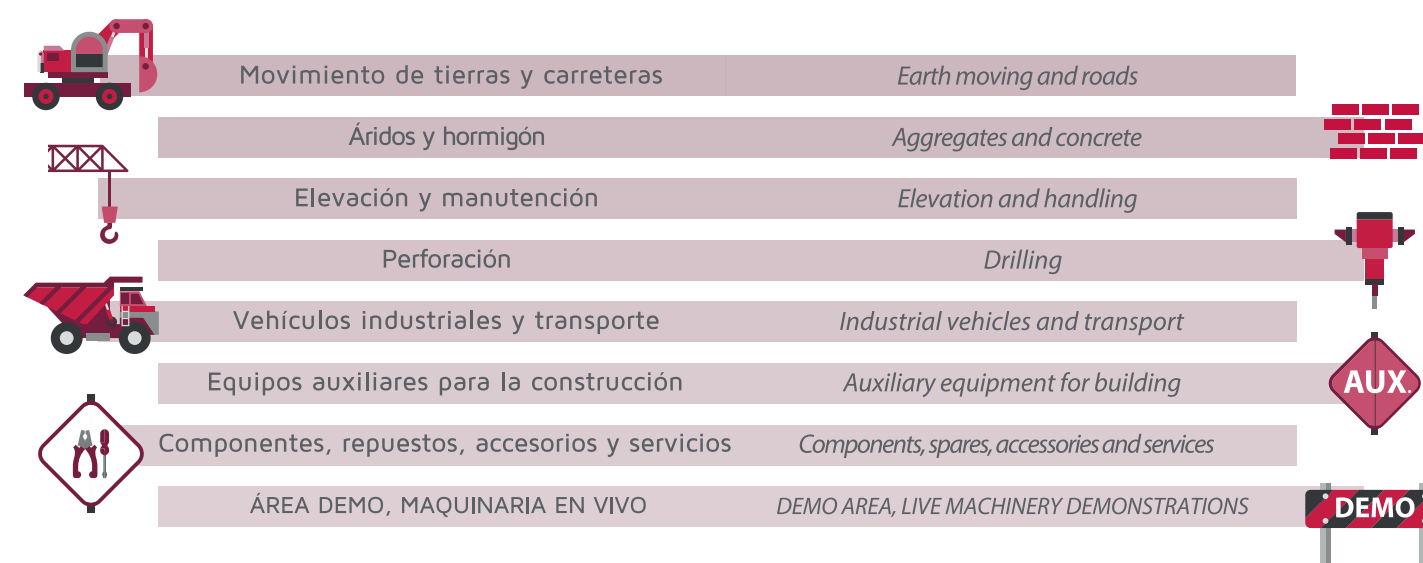 Movimiento de tierras y carreteras Earth moving and roads
Áridos y hormigón Aggregates and concrete
Elevación y manutención Elevation and handling
Perforación Drilling
Vehículos industriales y transporte Industrial vehicles and transport
Equipos auxiliares para la construcción Auxiliary equipment for building
AUX.
Componentes, repuestos, accesorios y servicios Components, spares, accessories and services
ÁREA DEMO, MAQUINARIA EN VIVO DEMO AREA, LIVE MACHINERY DEMONSTRATIONS
DEMO